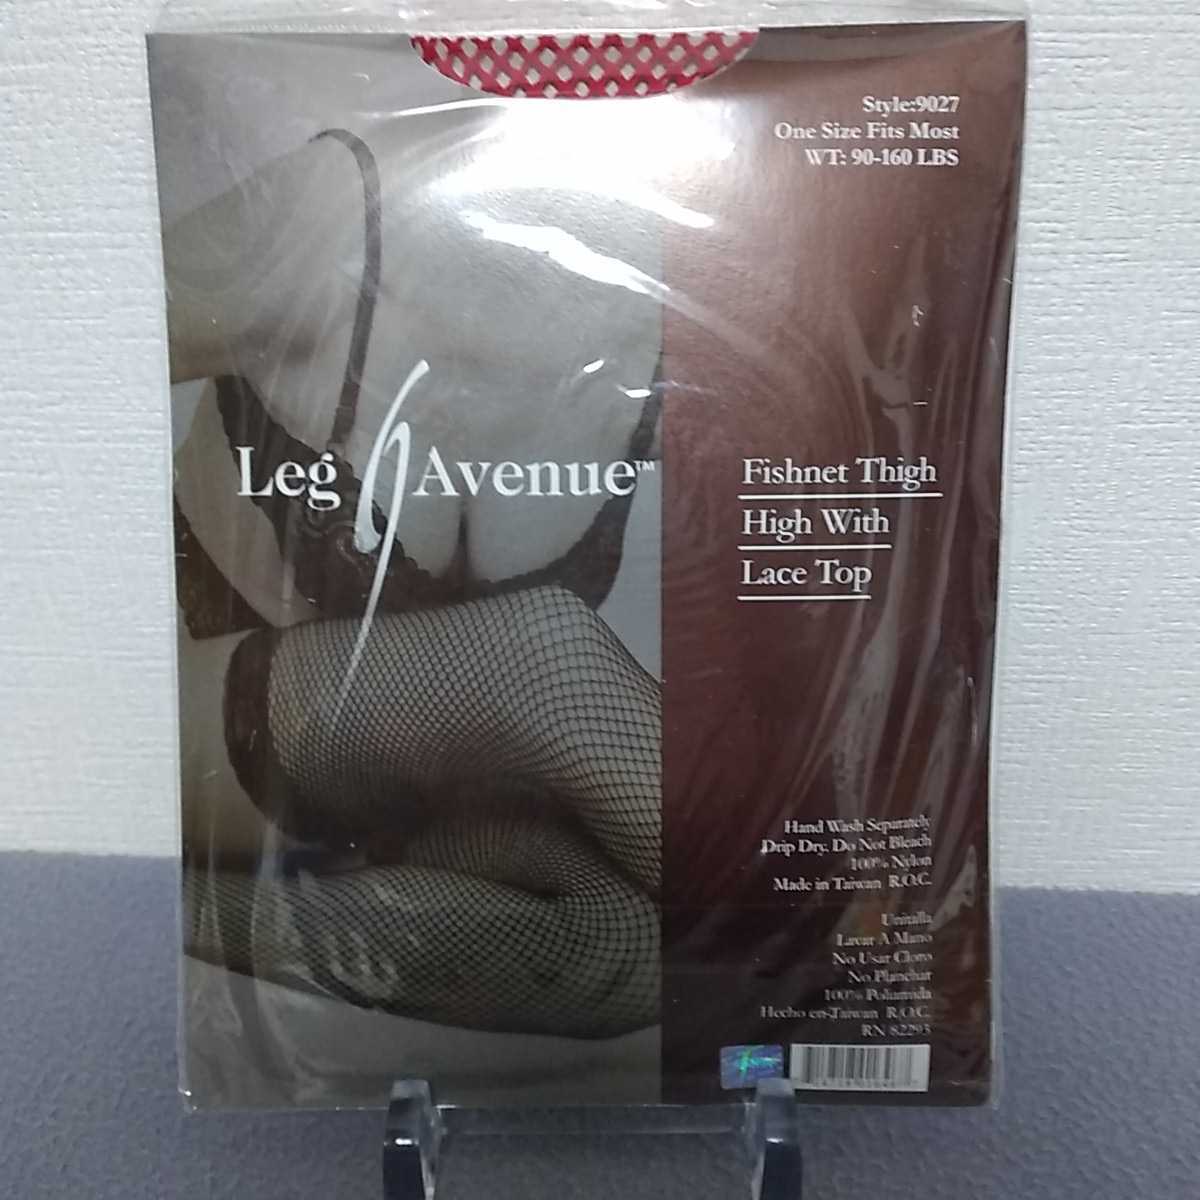 Style:9027
One Size Fits Most
WT: 90-160 LBS
Leg Avenue™
Fishnet Thigh
High With
Lace Top
Hand Wash Separately
Drip Dry. Do Not Bleach
100% Nylon
Made in Taiwan R.O.C.
Unitalla
Lavar A Mano
No Usar Cloro
No Planchar
100% Poliamida
Hecho en-Taiwan R.O.C.
RN 82293